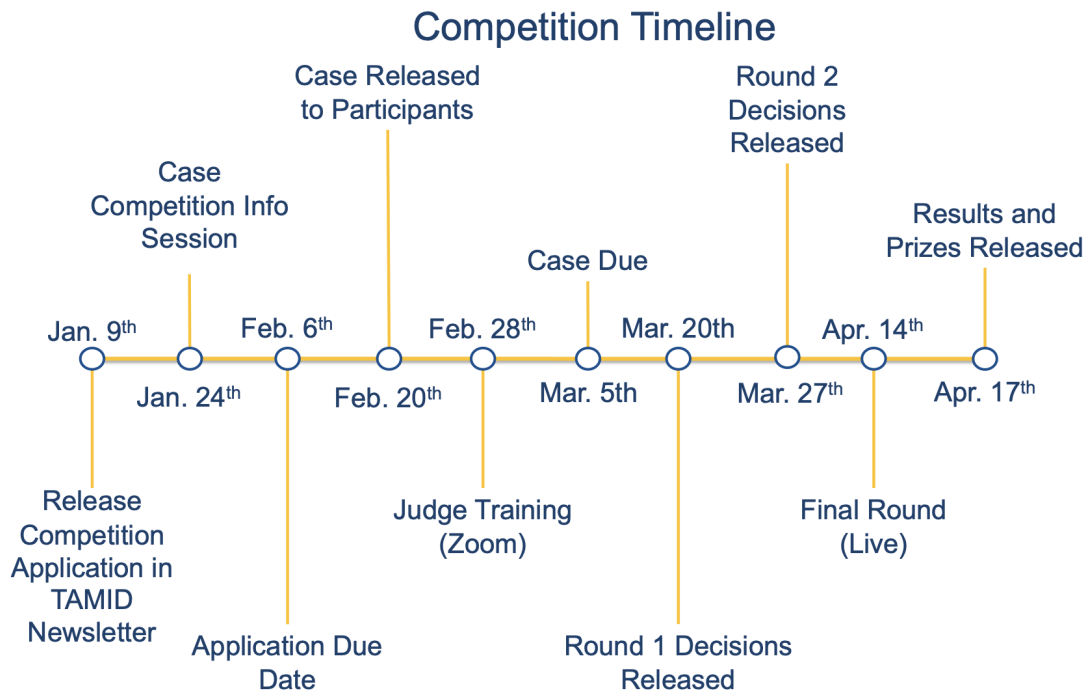 Competition Timeline
Case Released
to Participants
Round 2
Decisions
Released
Case
Competition Info
Session
Results and
Prizes Released
Case Due
Jan. 9th
Feb. 6th
Feb. 28th
Mar. 20th
Apr. 14th
Jan. 24th
Feb. 20th
Mar. 5th
Mar. 27th
Apr. 17th
Release
Competition
Application in
TAMID
Newsletter
Judge Training
(Zoom)
Final Round
(Live)
Application Due
Date
Round 1 Decisions
Released